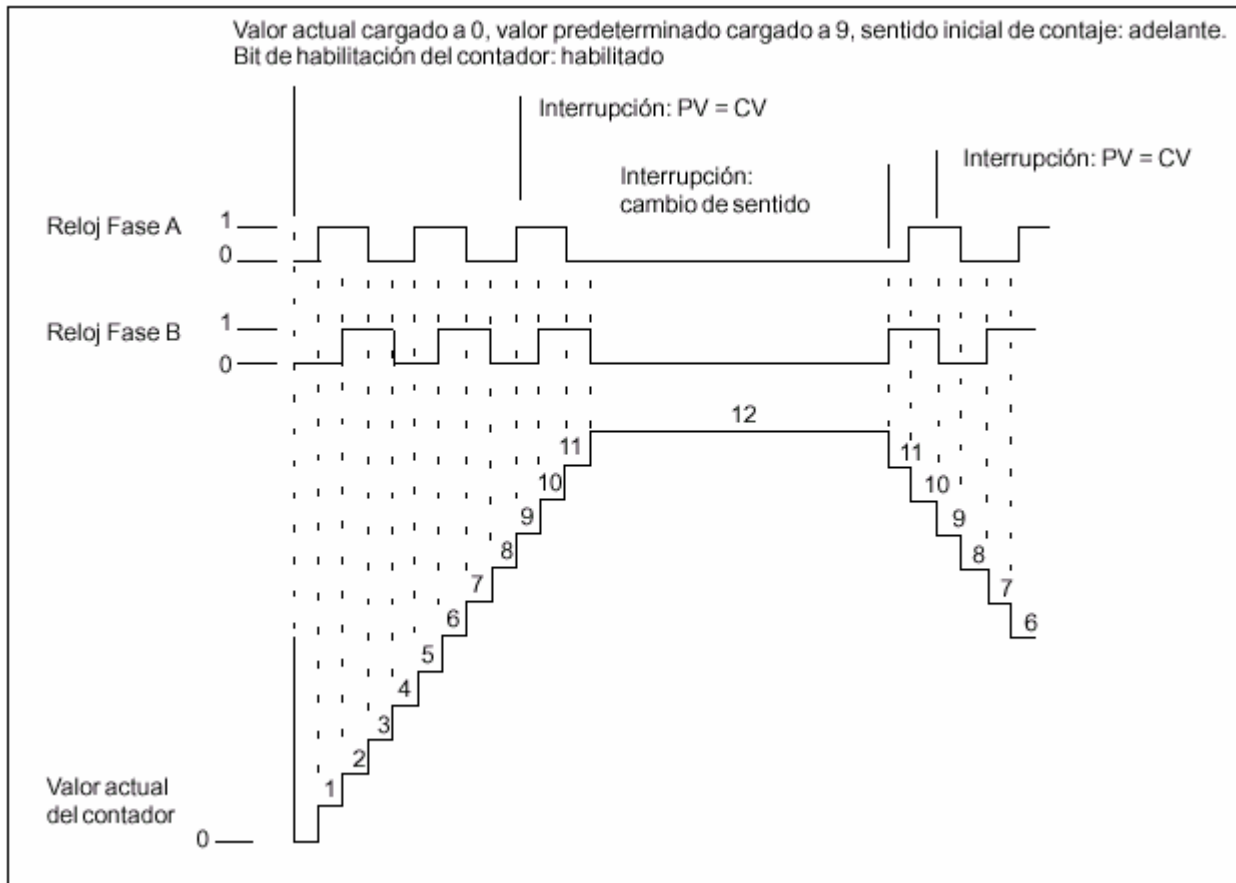 Valor actual cargado a 0, valor predeterminado cargado a 9, sentido inicial de contaje: adelante.
Bit de habilitación del contador: habilitado
Interrupción: PV = CV
Interrupción: PV = CV
Interrupción:
cambio de sentido
Reloj Fase A
1
0
Reloj Fase B
1
0
12
11
10
9
8
7
6
5
4
3
2
1
11
10
9
8
7
6
Valor actual
del contador
0